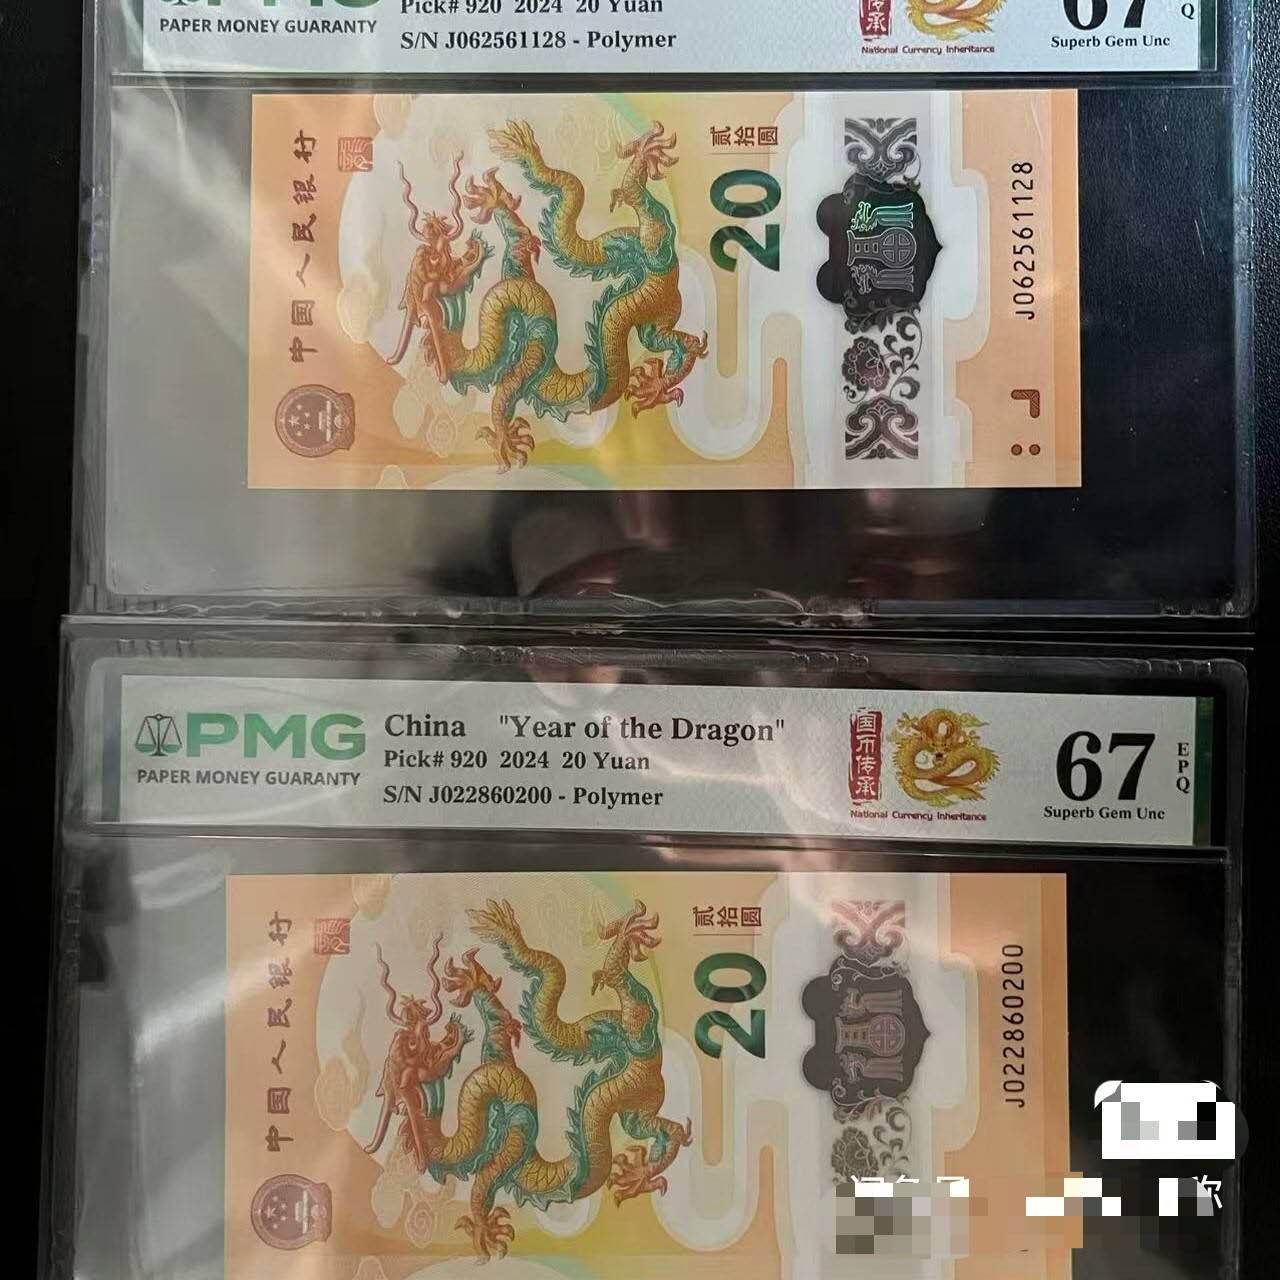 PAPER MONEY GUARANTY
Pick# 920 2024 20 Yuan
S/N J062561128 - Polymer
National Currency Inheritance
67
Superb Gem Unc
Q
中国人民银行
贰拾圆
20
J062561128
PMG
PAPER MONEY GUARANTY
China "Year of the Dragon"
Pick# 920 2024 20 Yuan
S/N J022860200 - Polymer
国币传承
National Currency Inheritance
67
EPQ
Superb Gem Unc
中国人民银行
贰拾圆
20
J022860200